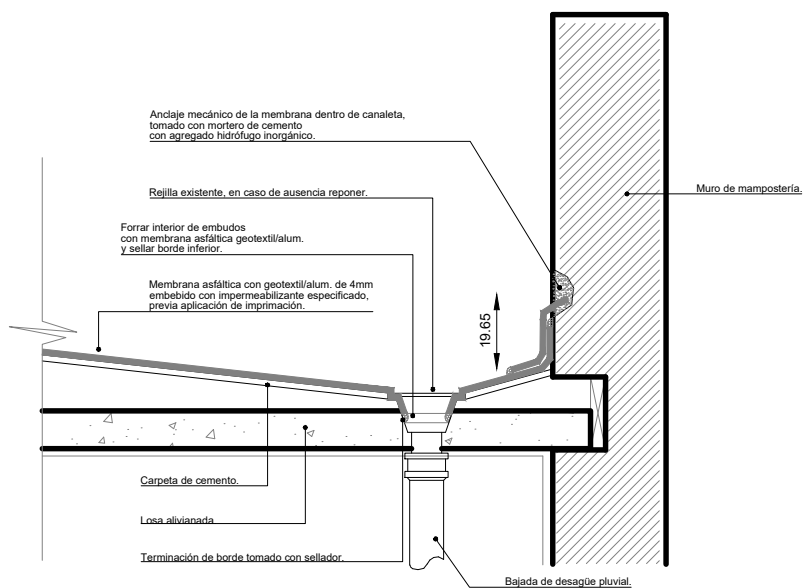 Anclaje mecánico de la membrana dentro de canaleta,
tomado con mortero de cemento
con agregado hidrófugo inorgánico.
Rejilla existente, en caso de ausencia reponer.
Muro de mampostería.
Forrar interior de embudos
con membrana asfáltica geotextil/alum.
y sellar borde inferior.
Membrana asfáltica con geotextil/alum. de 4mm
embebido con impermeabilizante especificado,
previa aplicación de imprimación.
19.65
Carpeta de cemento.
Losa alivianada
Terminación de borde tomado con sellador.
Bajada de desagüe pluvial.